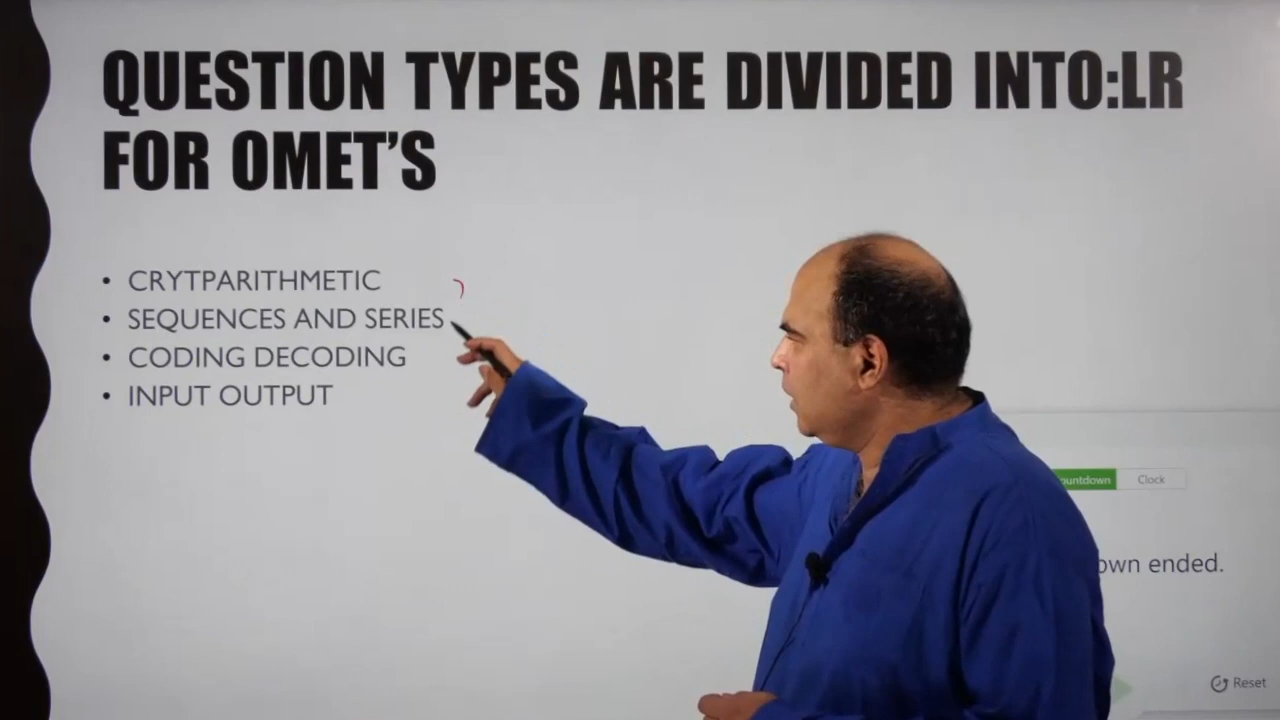 QUESTION TYPES ARE DIVIDED INTO:LR
FOR OMET'S
• CRYTPARITHMETIC
• SEQUENCES AND SERIES
• CODING DECODING
• INPUT OUTPUT
ountdown Clock
own ended.
Reset